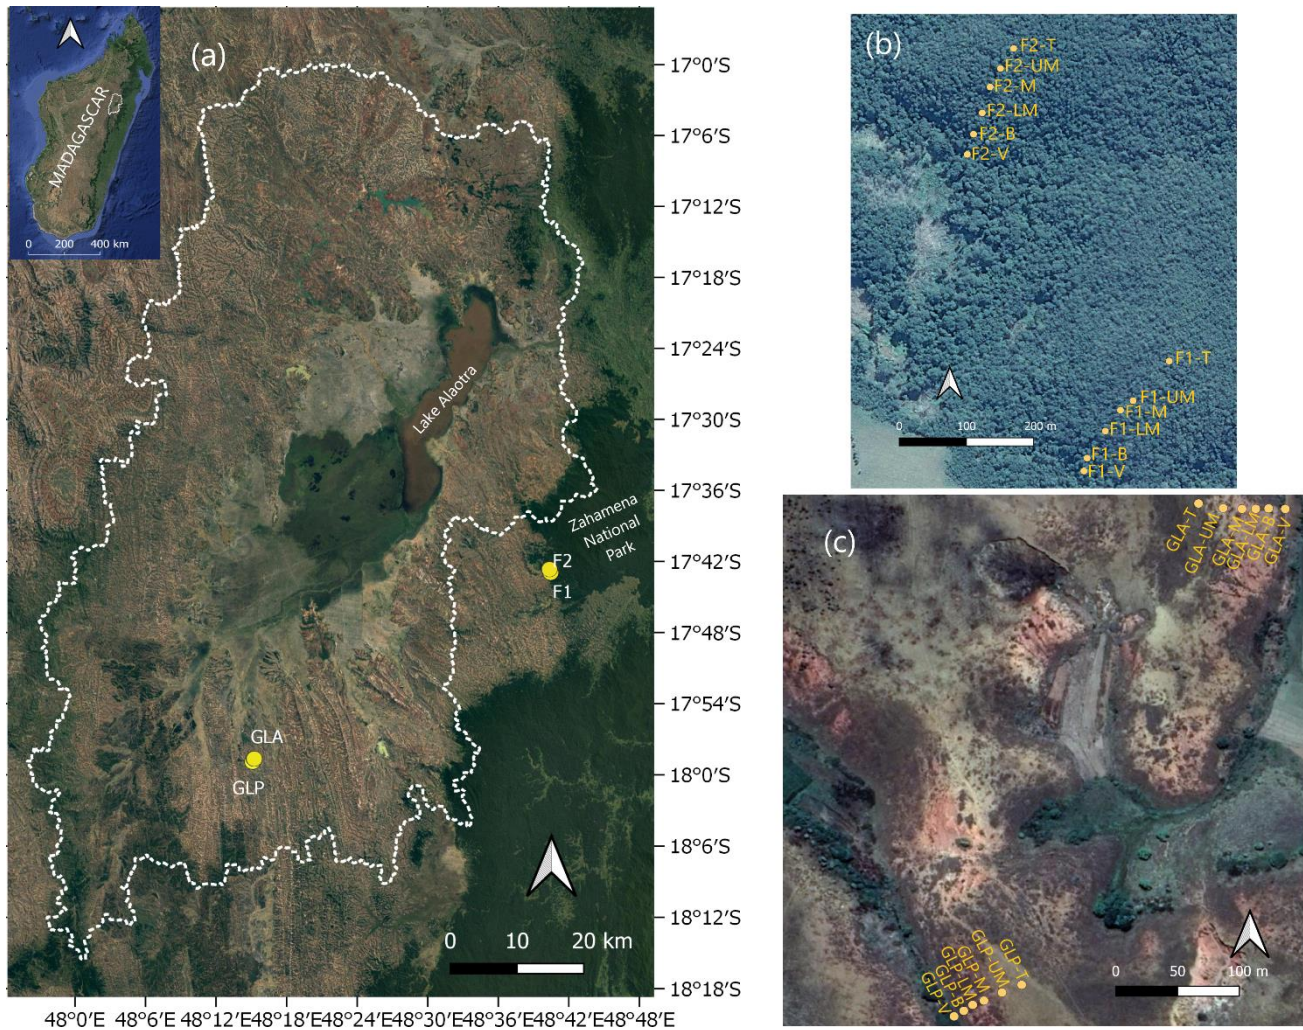 (a)
MADAGASCAR
0 200 400 km
17°0′S
17°6′S
17°12′S
17°18′S
17°24′S
17°30′S
17°36′S
17°42′S
17°48′S
17°54′S
18°0′S
18°6′S
18°12′S
18°18′S
Lake Alaotra
Zahamena
National
Park
F2
F1
GLA
GLP
0 10 20 km
48°0′E 48°6′E 48°12′E 48°18′E 48°24′E 48°30′E 48°36′E 48°42′E 48°48′E
(b)
F2-T
F2-UM
F2-M
F2-LM
F2-B
F2-V
F1-T
F1-UM
F1-M
F1-LM
F1-B
F1-V
0 100 200 m
(c)
GLA-T
GLA-UM
GLA-M
GLA-LM
GLA-B
GLA-V
GLP-T
GLP-UM
GLP-M
GLP-LM
GLP-B
GLP-V
0 50 100 m